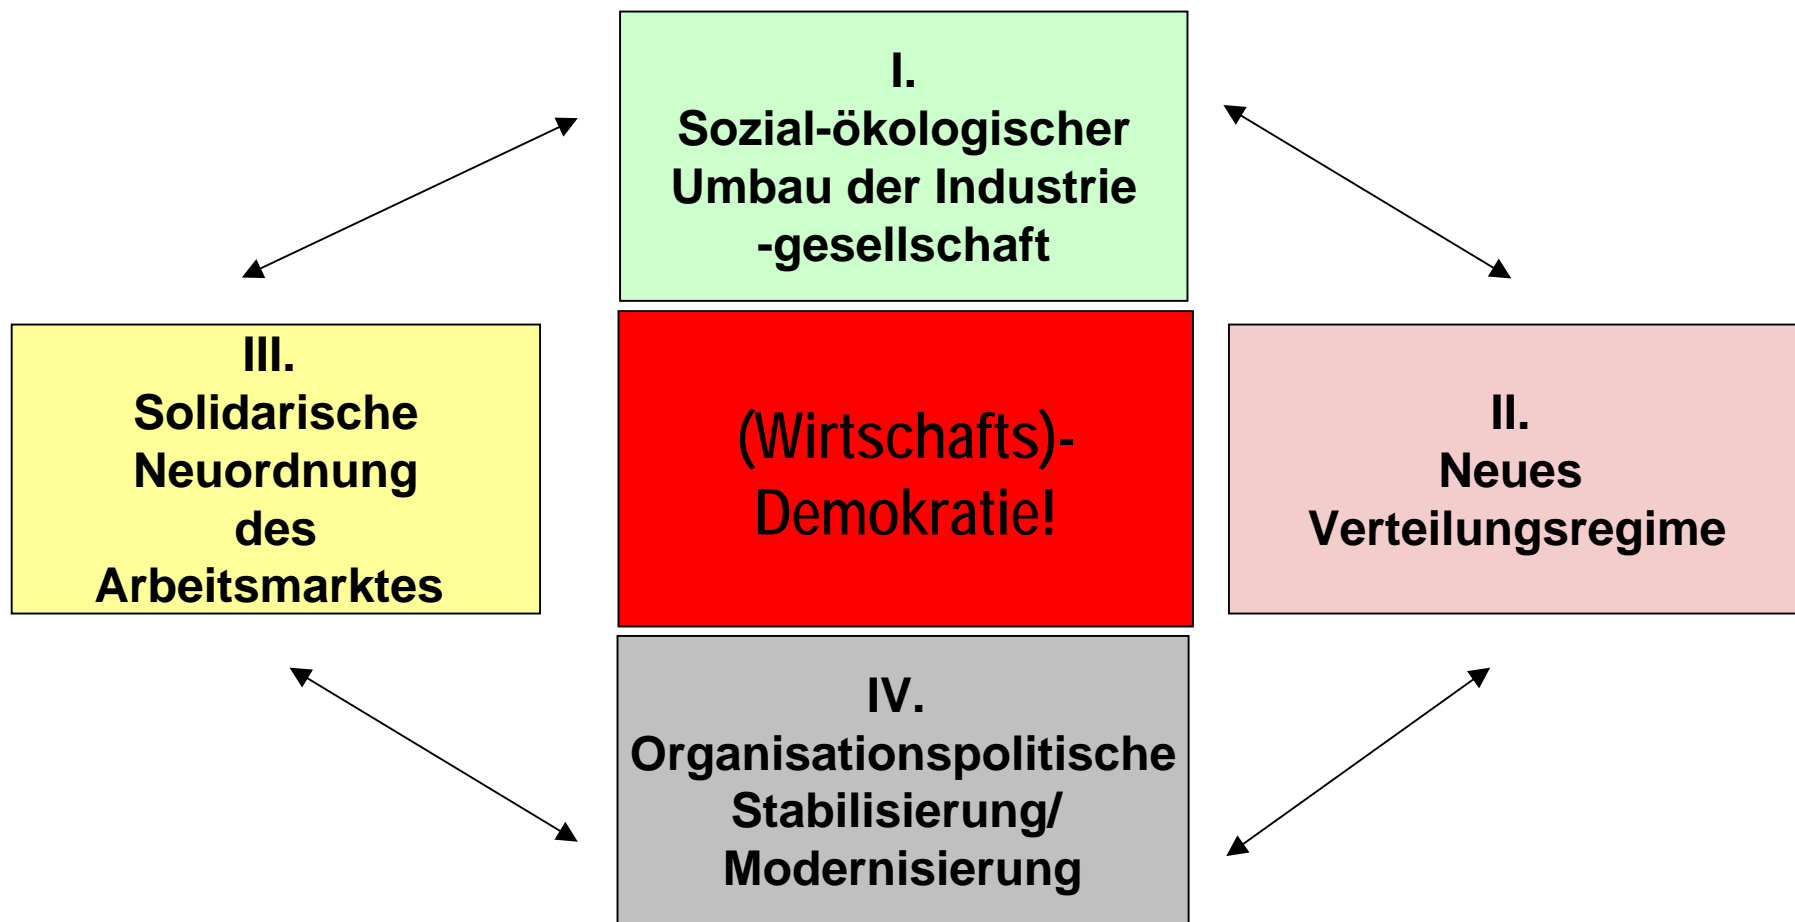 I.
Sozial-ökologischer
Umbau der Industrie
-gesellschaft
III.
Solidarische
Neuordnung
des
Arbeitsmarktes
(Wirtschafts)-
Demokratie!
II.
Neues
Verteilungsregime
IV.
Organisationspolitische
Stabilisierung/
Modernisierung